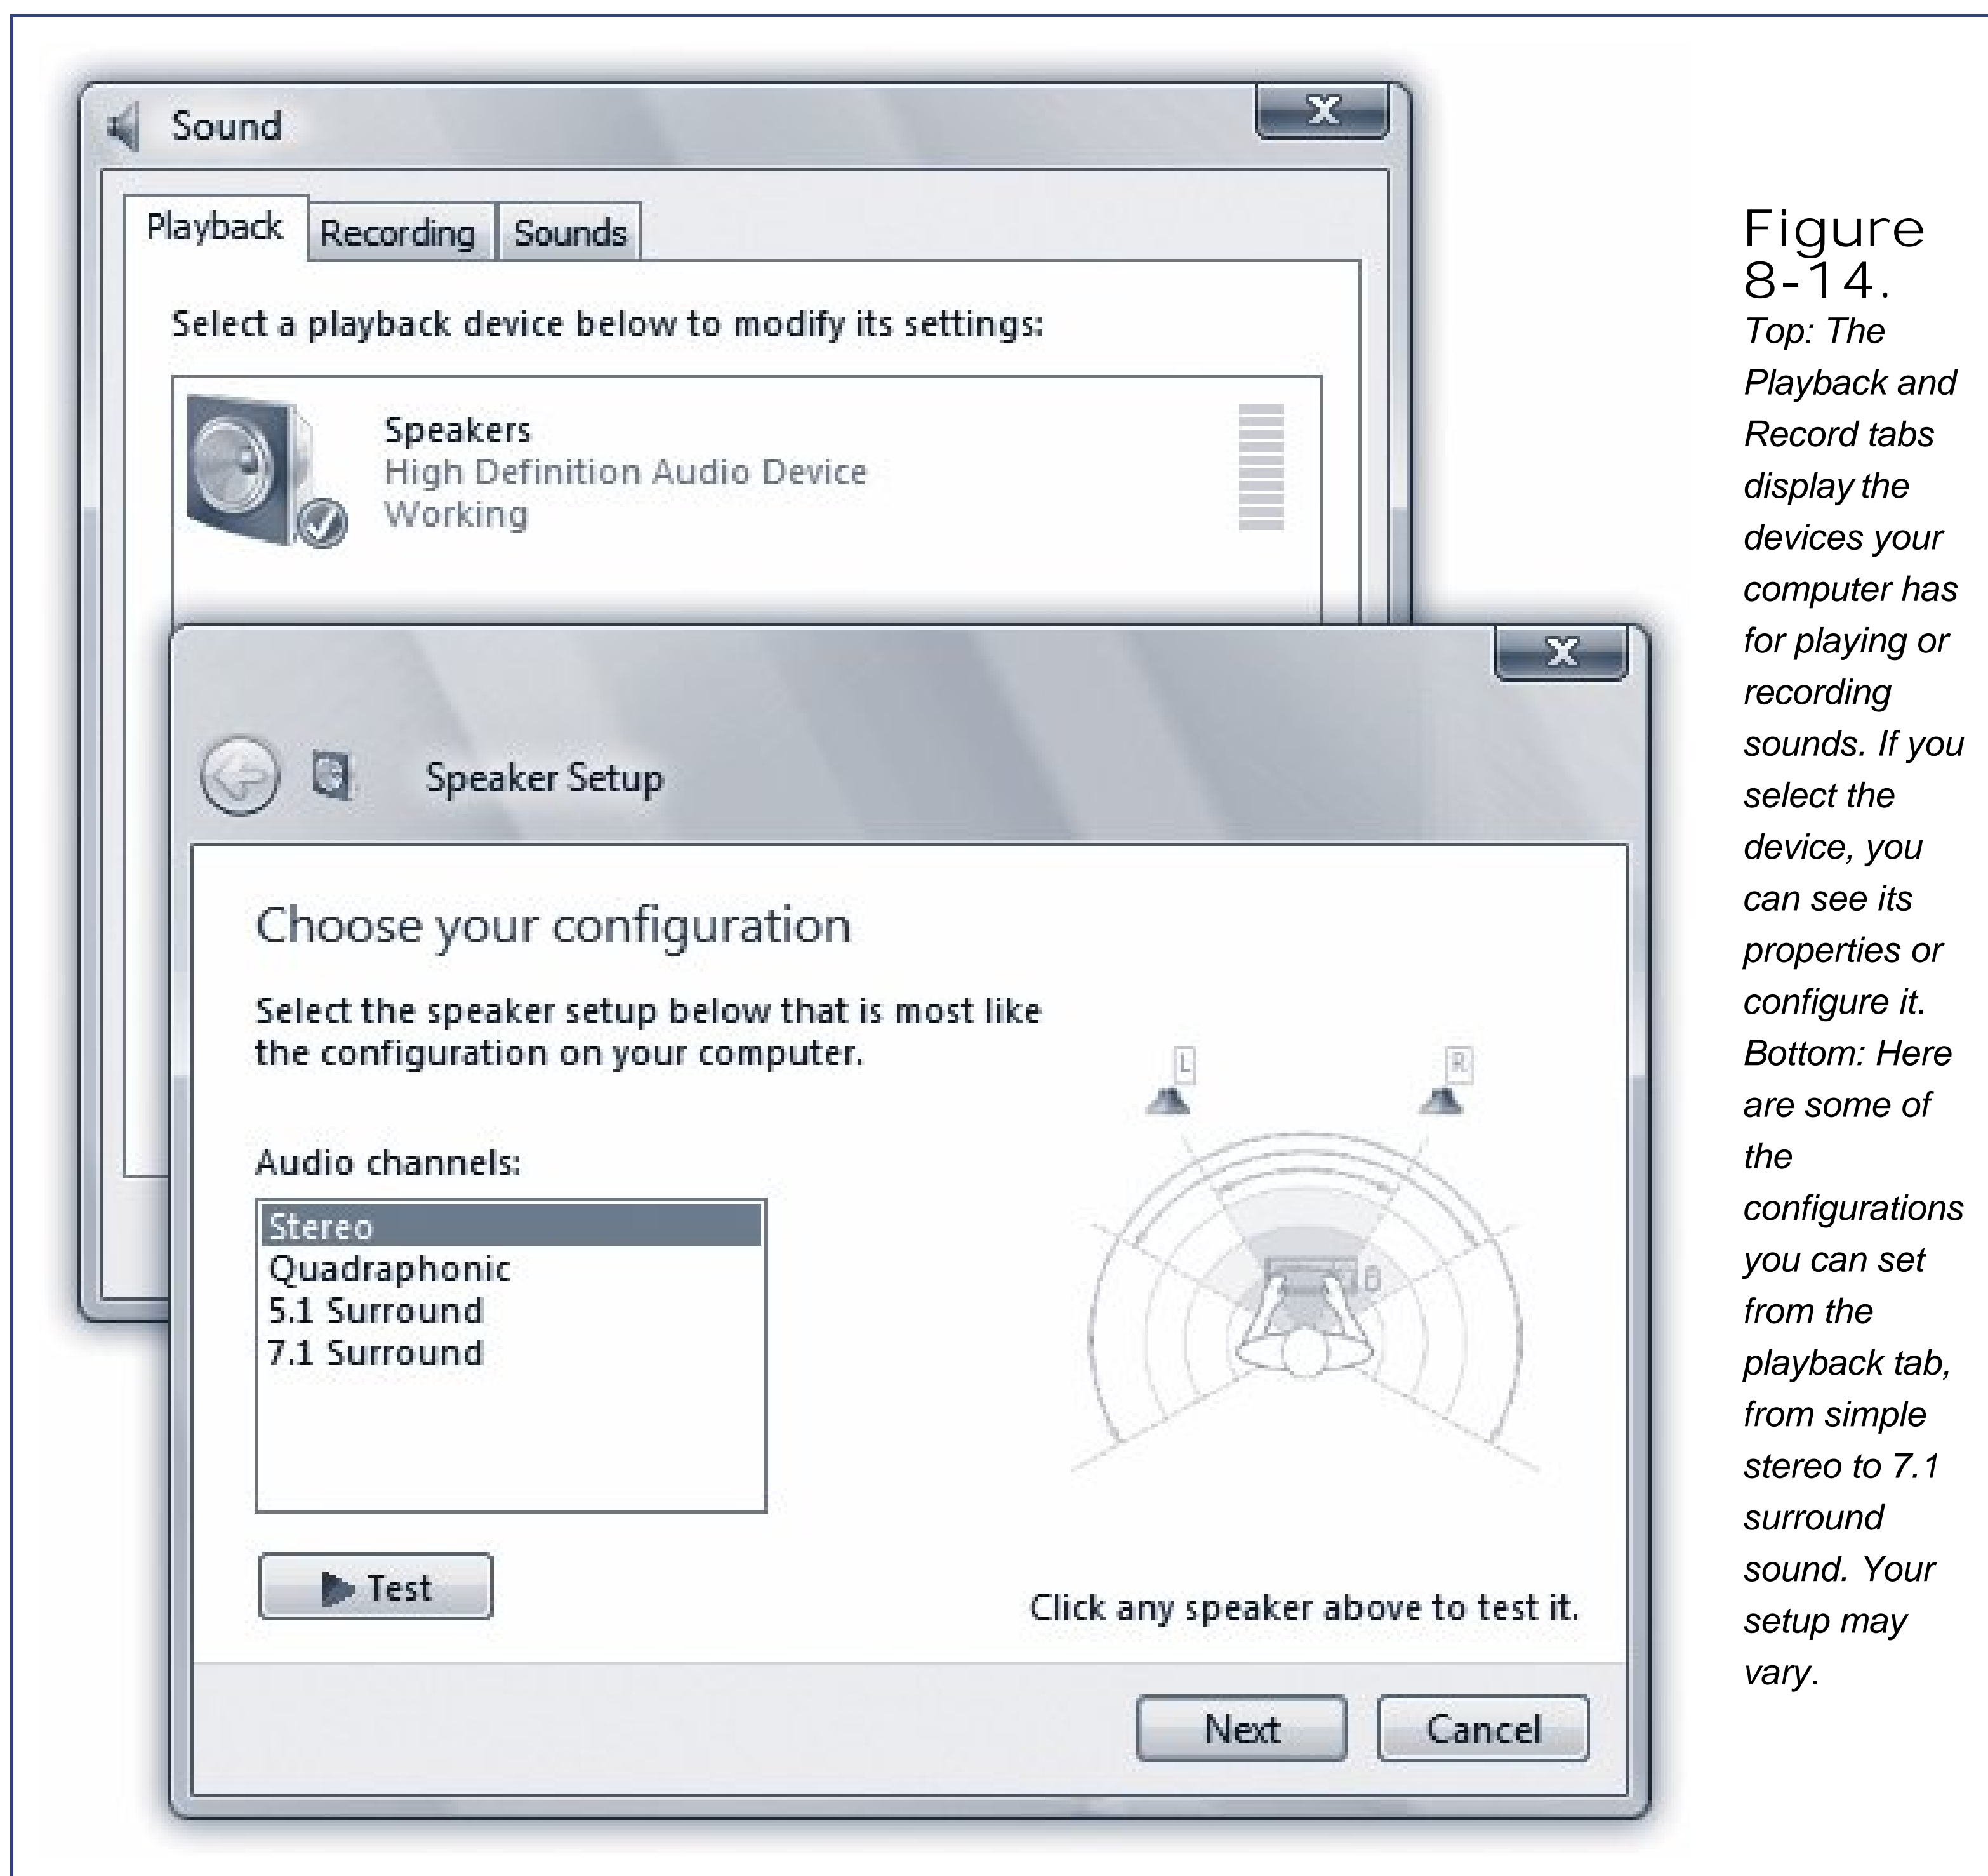 Sound
Playback
Recording
Sounds
Select a playback device below to modify its settings:
Speakers
High Definition Audio Device
Working
Speaker Setup
Choose your configuration
Select the speaker setup below that is most like
the configuration on your computer.
L
R
Audio channels:
Stereo
Quadraphonic
5.1 Surround
7.1 Surround
Test
Click any speaker above to test it.
Next
Cancel
Figure
8-14.
Top: The
Playback and
Record tabs
display the
devices your
computer has
for playing or
recording
sounds. If you
select the
device, you
can see its
properties or
configure it.
Bottom: Here
are some of
the
configurations
you can set
from the
playback tab,
from simple
stereo to 7.1
surround
sound. Your
setup may
vary.